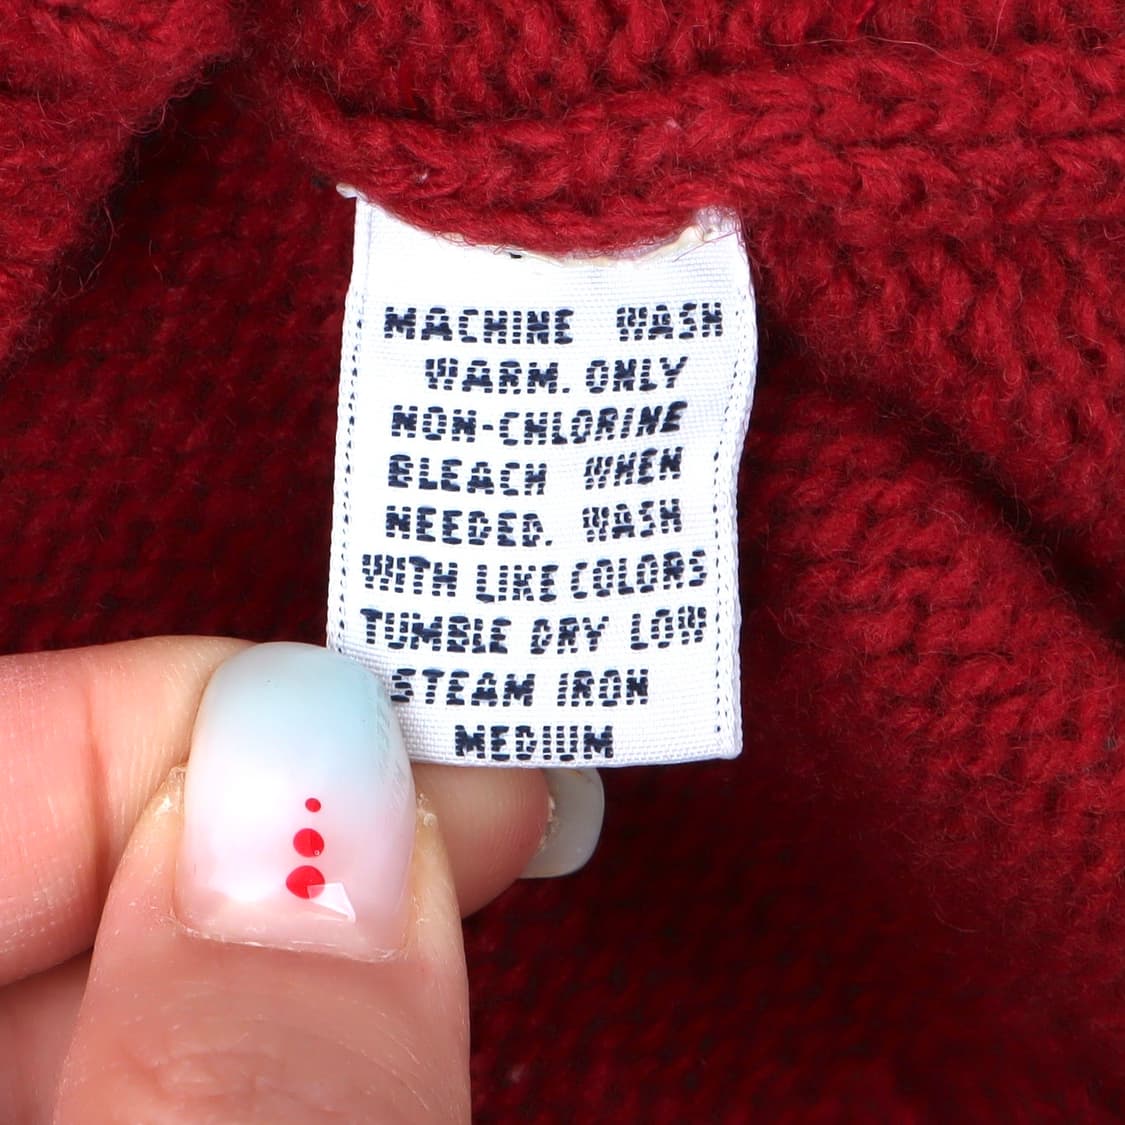 MACHINE WASH
WARM. ONLY
NON-CHLORINE
BLEACH WHEN
NEEDED. WASH
WITH LIKE COLORS
TUMBLE DRY LOW
STEAM IRON
MEDIUM